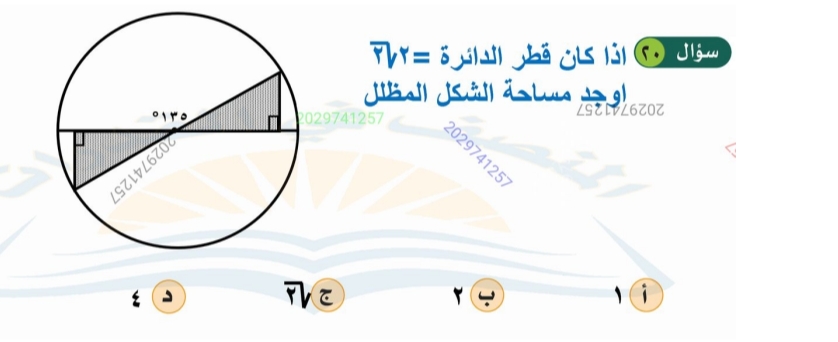 سؤال ٢٠ اذا كان قطر الدائرة = ٢√٢
اوجد مساحة الشكل المظلل
١٣٥°
2029741257
2029741257
2029741257
2029741257
أ ١ ب ٢ ج √٢ د ٤